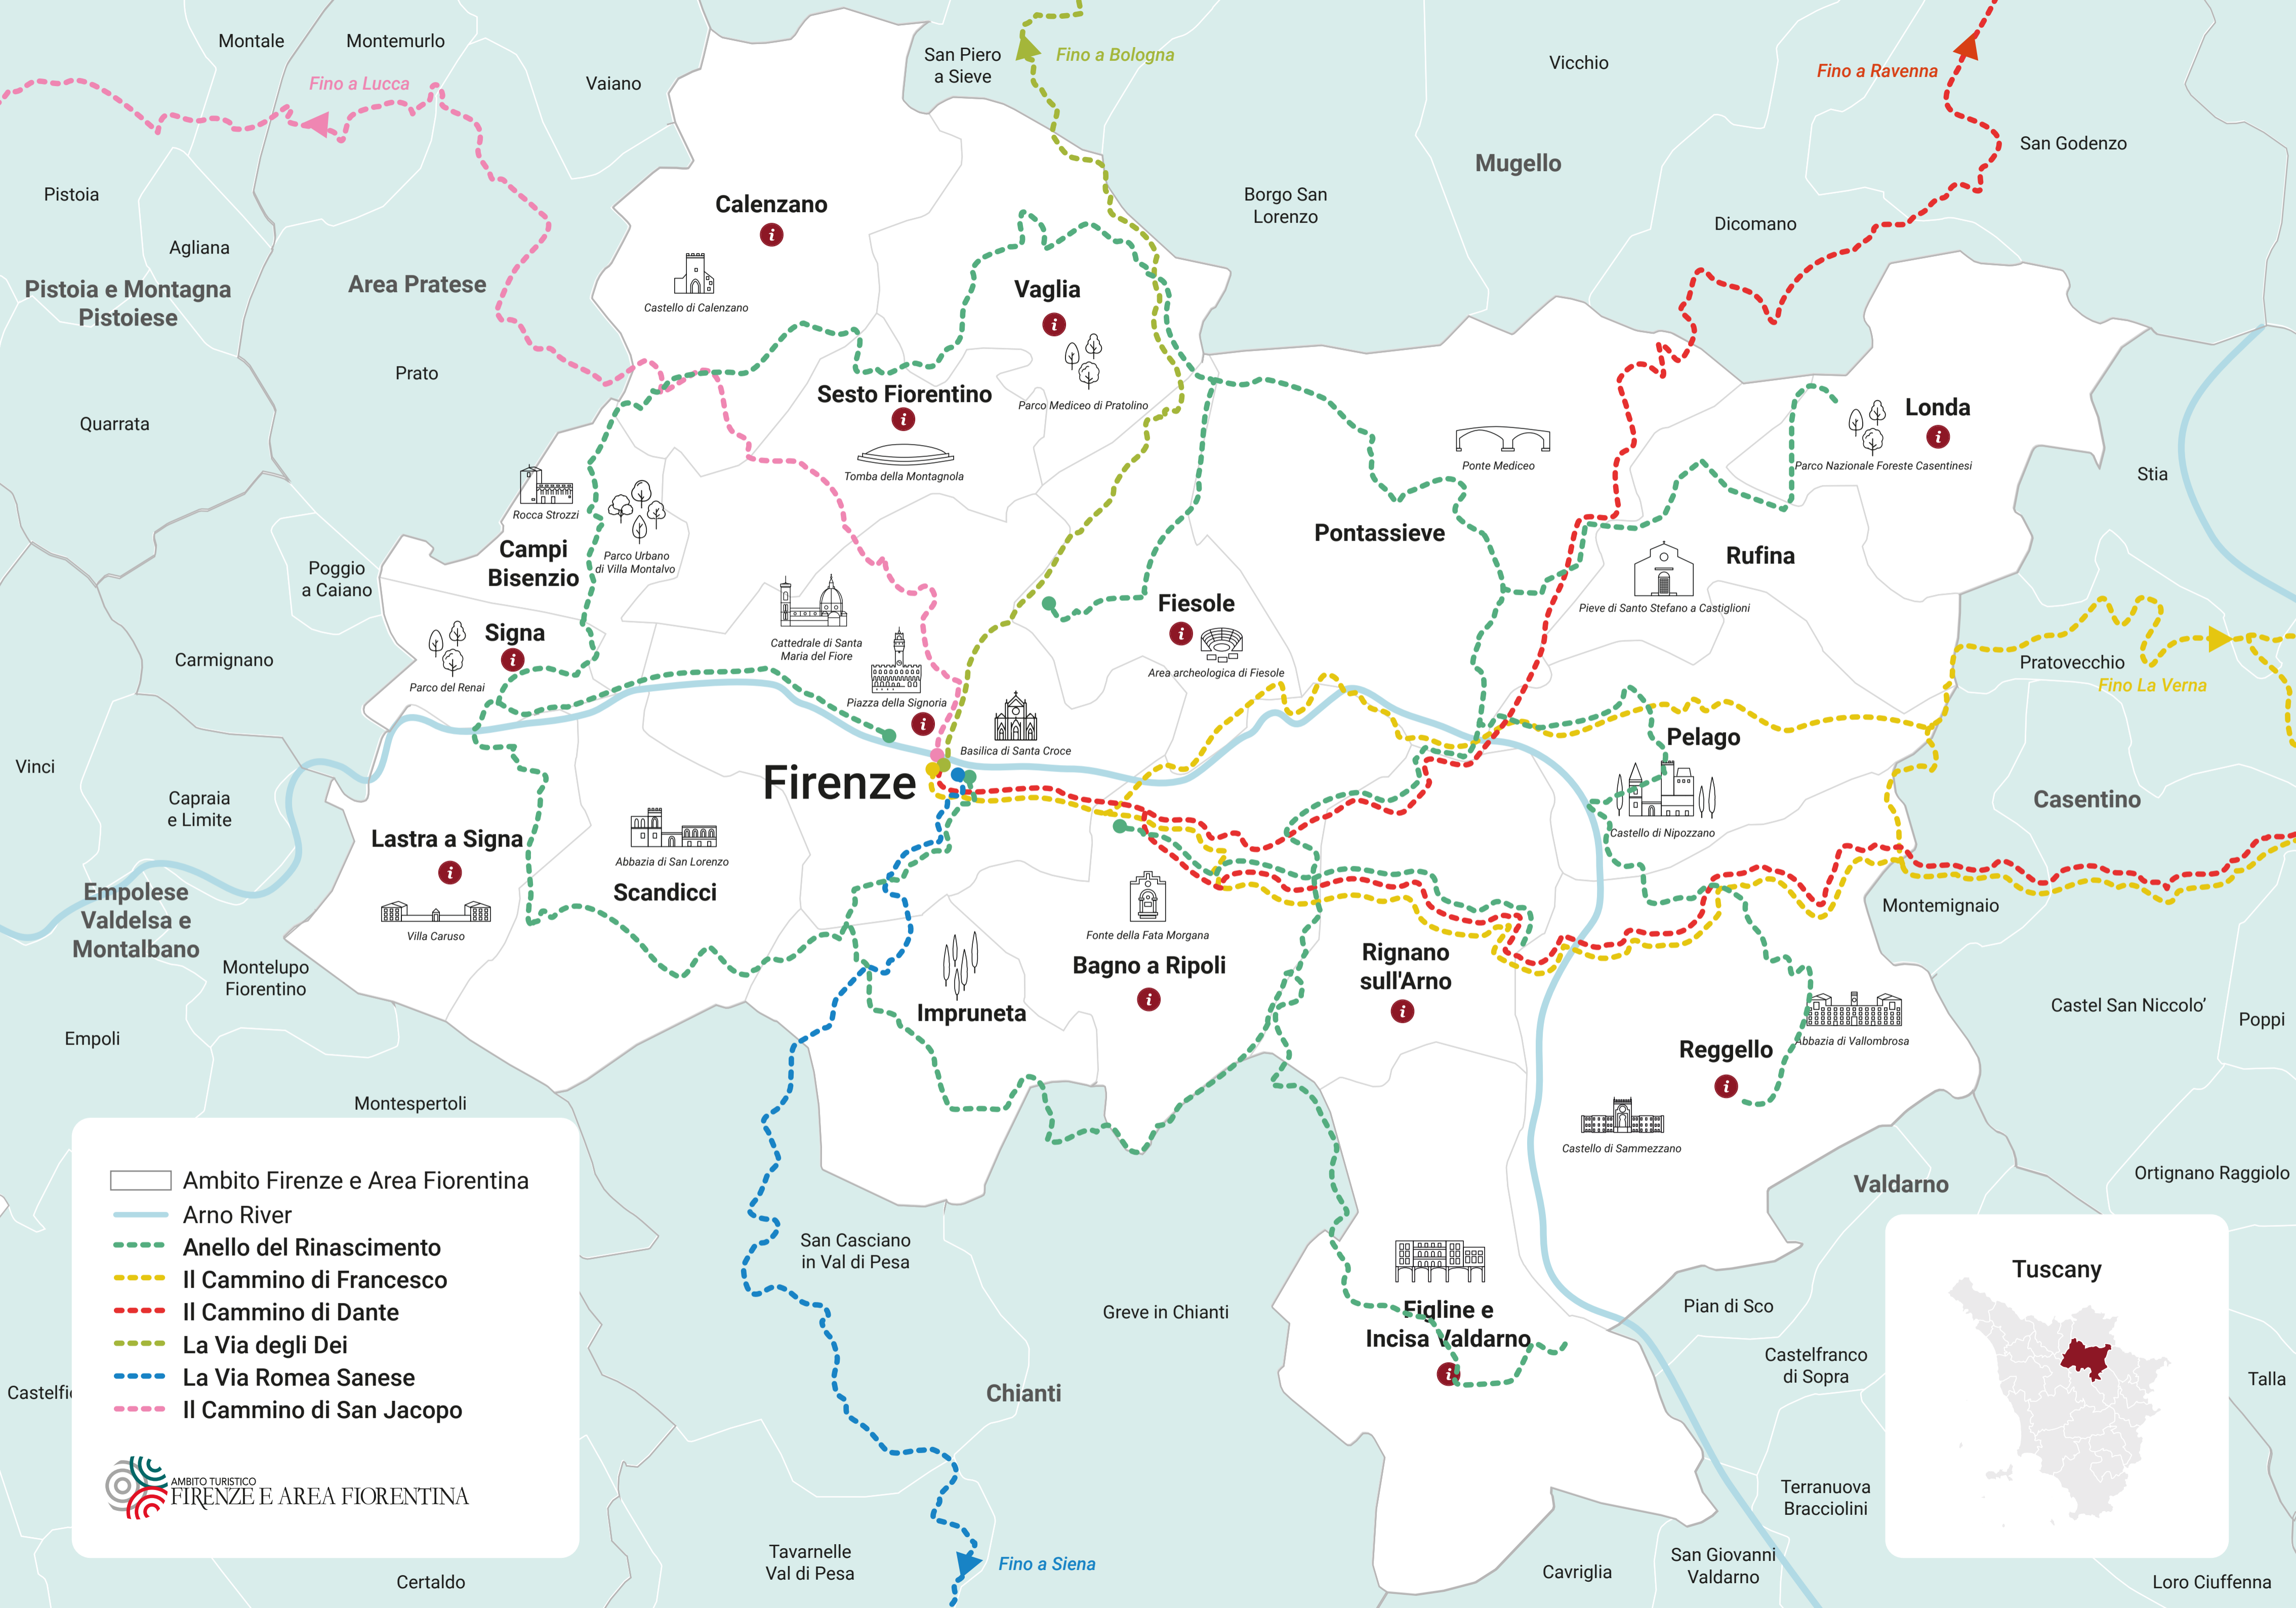 Montale
Montemurlo
Fino a Lucca
Vaiano
San Piero
a Sieve
Fino a Bologna
Vicchio
Fino a Ravenna
San Godenzo
Mugello
Pistoia
Agliana
Calenzano
i
Castello di Calenzano
Borgo San
Lorenzo
Dicomano
Pistoia e Montagna
Pistoiese
Area Pratese
Vaglia
i
Parco Mediceo di Pratolino
Prato
Quarrata
Sesto Fiorentino
i
Tomba della Montagnola
Londa
i
Parco Nazionale Foreste Casentinesi
Ponte Mediceo
Stia
Rocca Strozzi
Campi
Bisenzio
Parco Urbano
di Villa Montalvo
Pontassieve
Rufina
Pieve di Santo Stefano a Castiglioni
Poggio
a Caiano
Signa
i
Parco del Renai
Cattedrale di Santa
Maria del Fiore
Piazza della Signoria
i
Fiesole
i
Area archeologica di Fiesole
Carmignano
Pratovecchio
Fino La Verna
Basilica di Santa Croce
Pelago
Castello di Nipozzano
Firenze
Vinci
Capraia
e Limite
Casentino
Lastra a Signa
i
Villa Caruso
Abbazia di San Lorenzo
Scandicci
Empolese
Valdelsa e
Montalbano
Montelupo
Fiorentino
Empoli
Fonte della Fata Morgana
Bagno a Ripoli
i
Impruneta
Rignano
sull'Arno
i
Montemignaio
Castel San Niccolo’
Poppi
Reggello
i
Abbazia di Vallombrosa
Castello di Sammezzano
Montespertoli
Valdarno
Ortignano Raggiolo
San Casciano
in Val di Pesa
Greve in Chianti
Figline e
Incisa Valdarno
i
Pian di Sco
Castelfranco
di Sopra
Talla
Chianti
Terranuova
Bracciolini
Castelfi
Tavarnelle
Val di Pesa
Fino a Siena
Certaldo
Cavriglia
San Giovanni
Valdarno
Loro Ciuffenna
Ambito Firenze e Area Fiorentina
Arno River
Anello del Rinascimento
Il Cammino di Francesco
Il Cammino di Dante
La Via degli Dei
La Via Romea Sanese
Il Cammino di San Jacopo
AMBITO TURISTICO
FIRENZE E AREA FIORENTINA
Tuscany